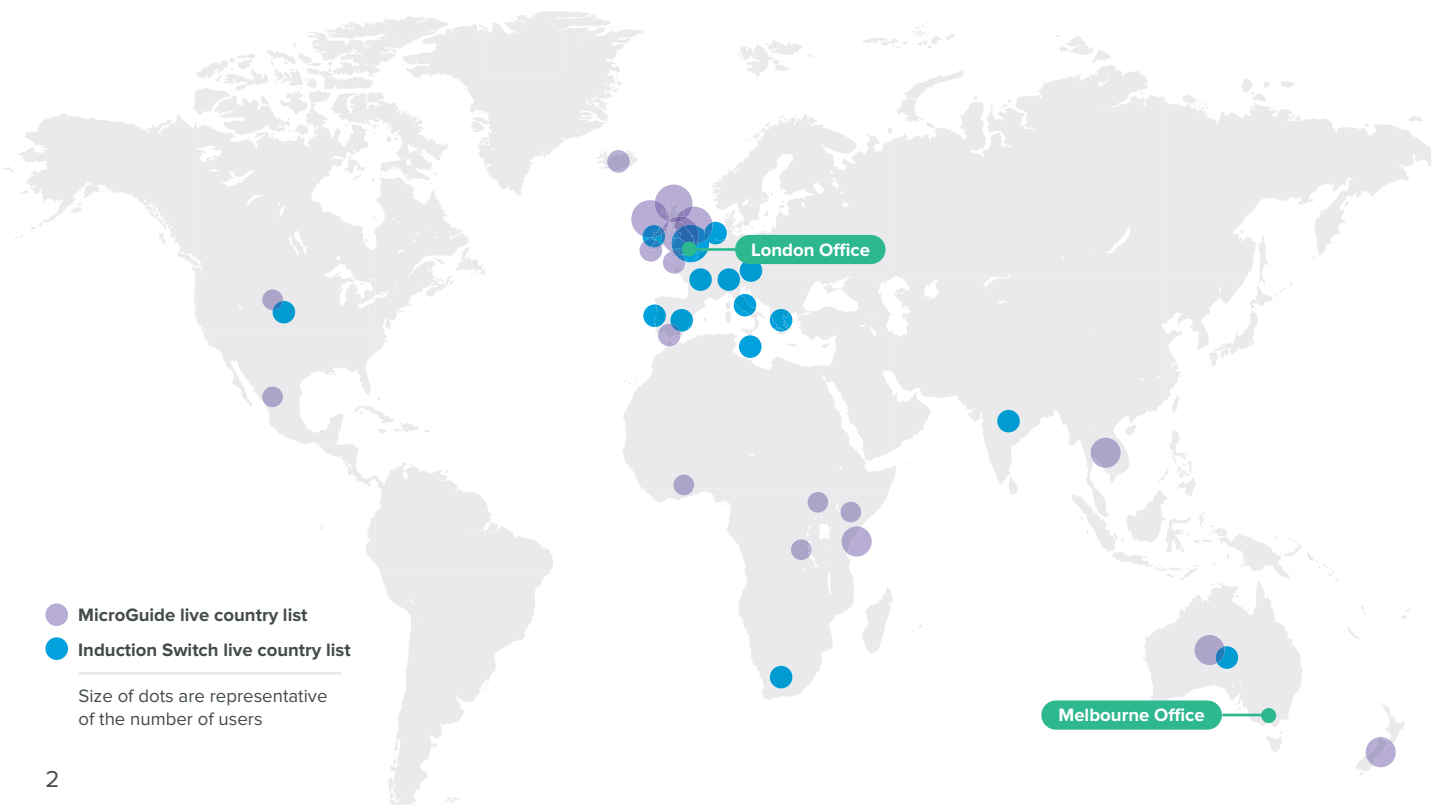 London Office
MicroGuide live country list
Induction Switch live country list
Size of dots are representative
of the number of users
Melbourne Office
2